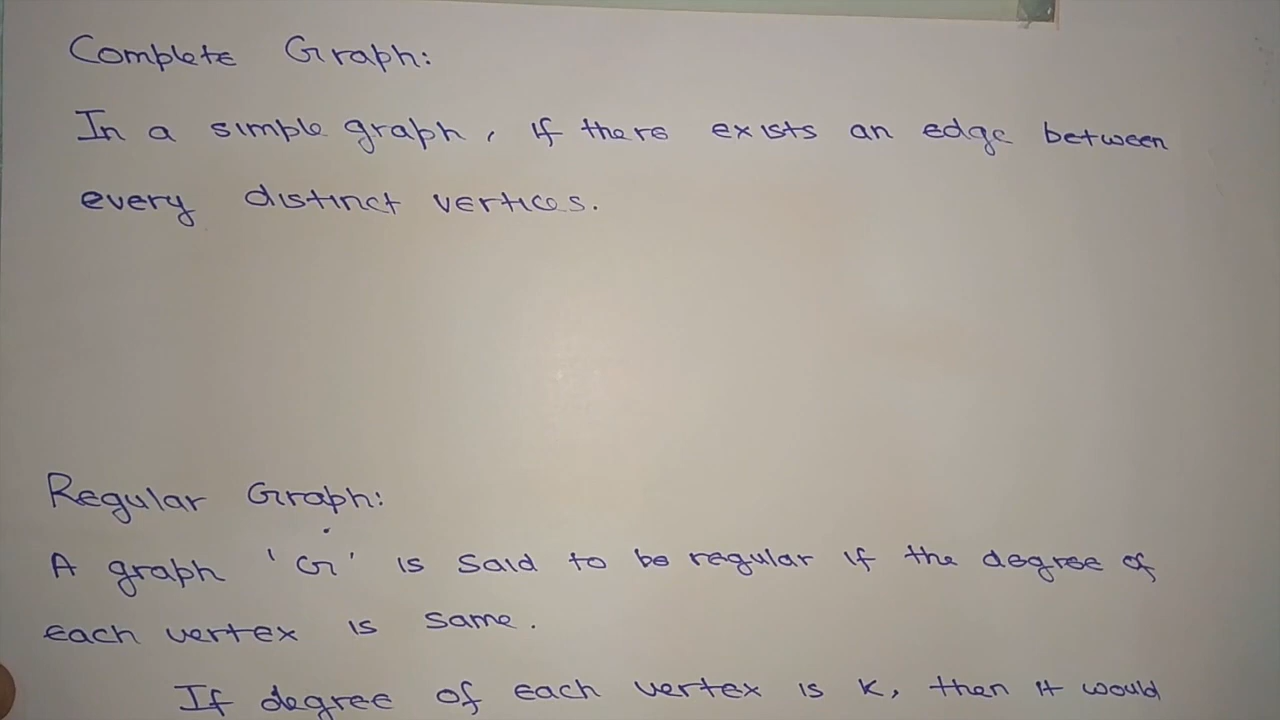 Complete Graph:
In a simple graph, if there exists an edge between
every distinct vertices.
Regular Graph:
A graph 'G' is said to be regular if the degree of
each vertex is same.
If degree of each vertex is K, then it would